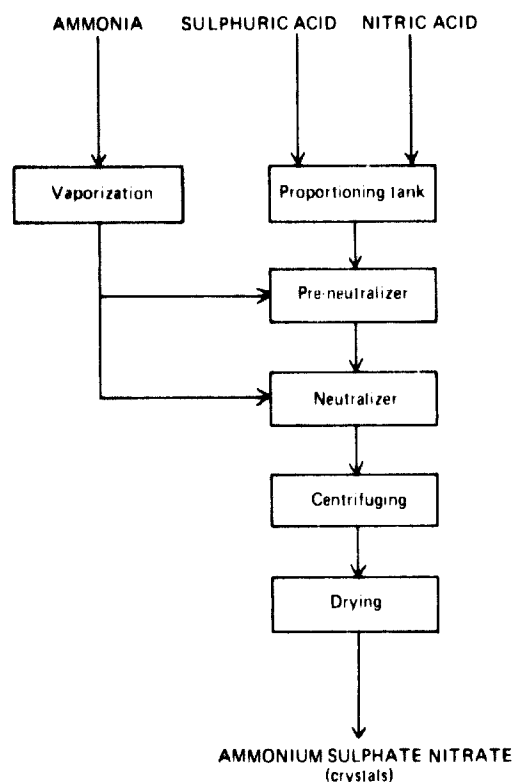 AMMONIA SULPHURIC ACID NITRIC ACID
Vaporization
Proportioning tank
Pre-neutralizer
Neutralizer
Centrifuging
Drying
AMMONIUM SULPHATE NITRATE
(crystals)